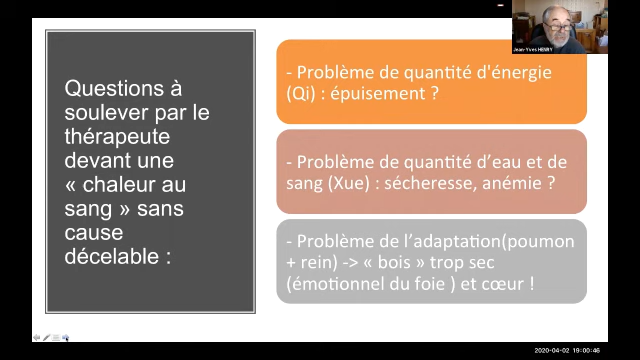 Jean-Yves HENRY
Questions à
soulever par le
thérapeute
devant une
« chaleur au
sang » sans
cause
décelable :
- Problème de quantité d'énergie
(Qi) : épuisement ?
- Problème de quantité d’eau et de
sang (Xue) : sécheresse, anémie ?
- Problème de l’adaptation(poumon
+ rein) -> « bois » trop sec
(émotionnel du foie ) et cœur !
2020-04-02 19:00:46